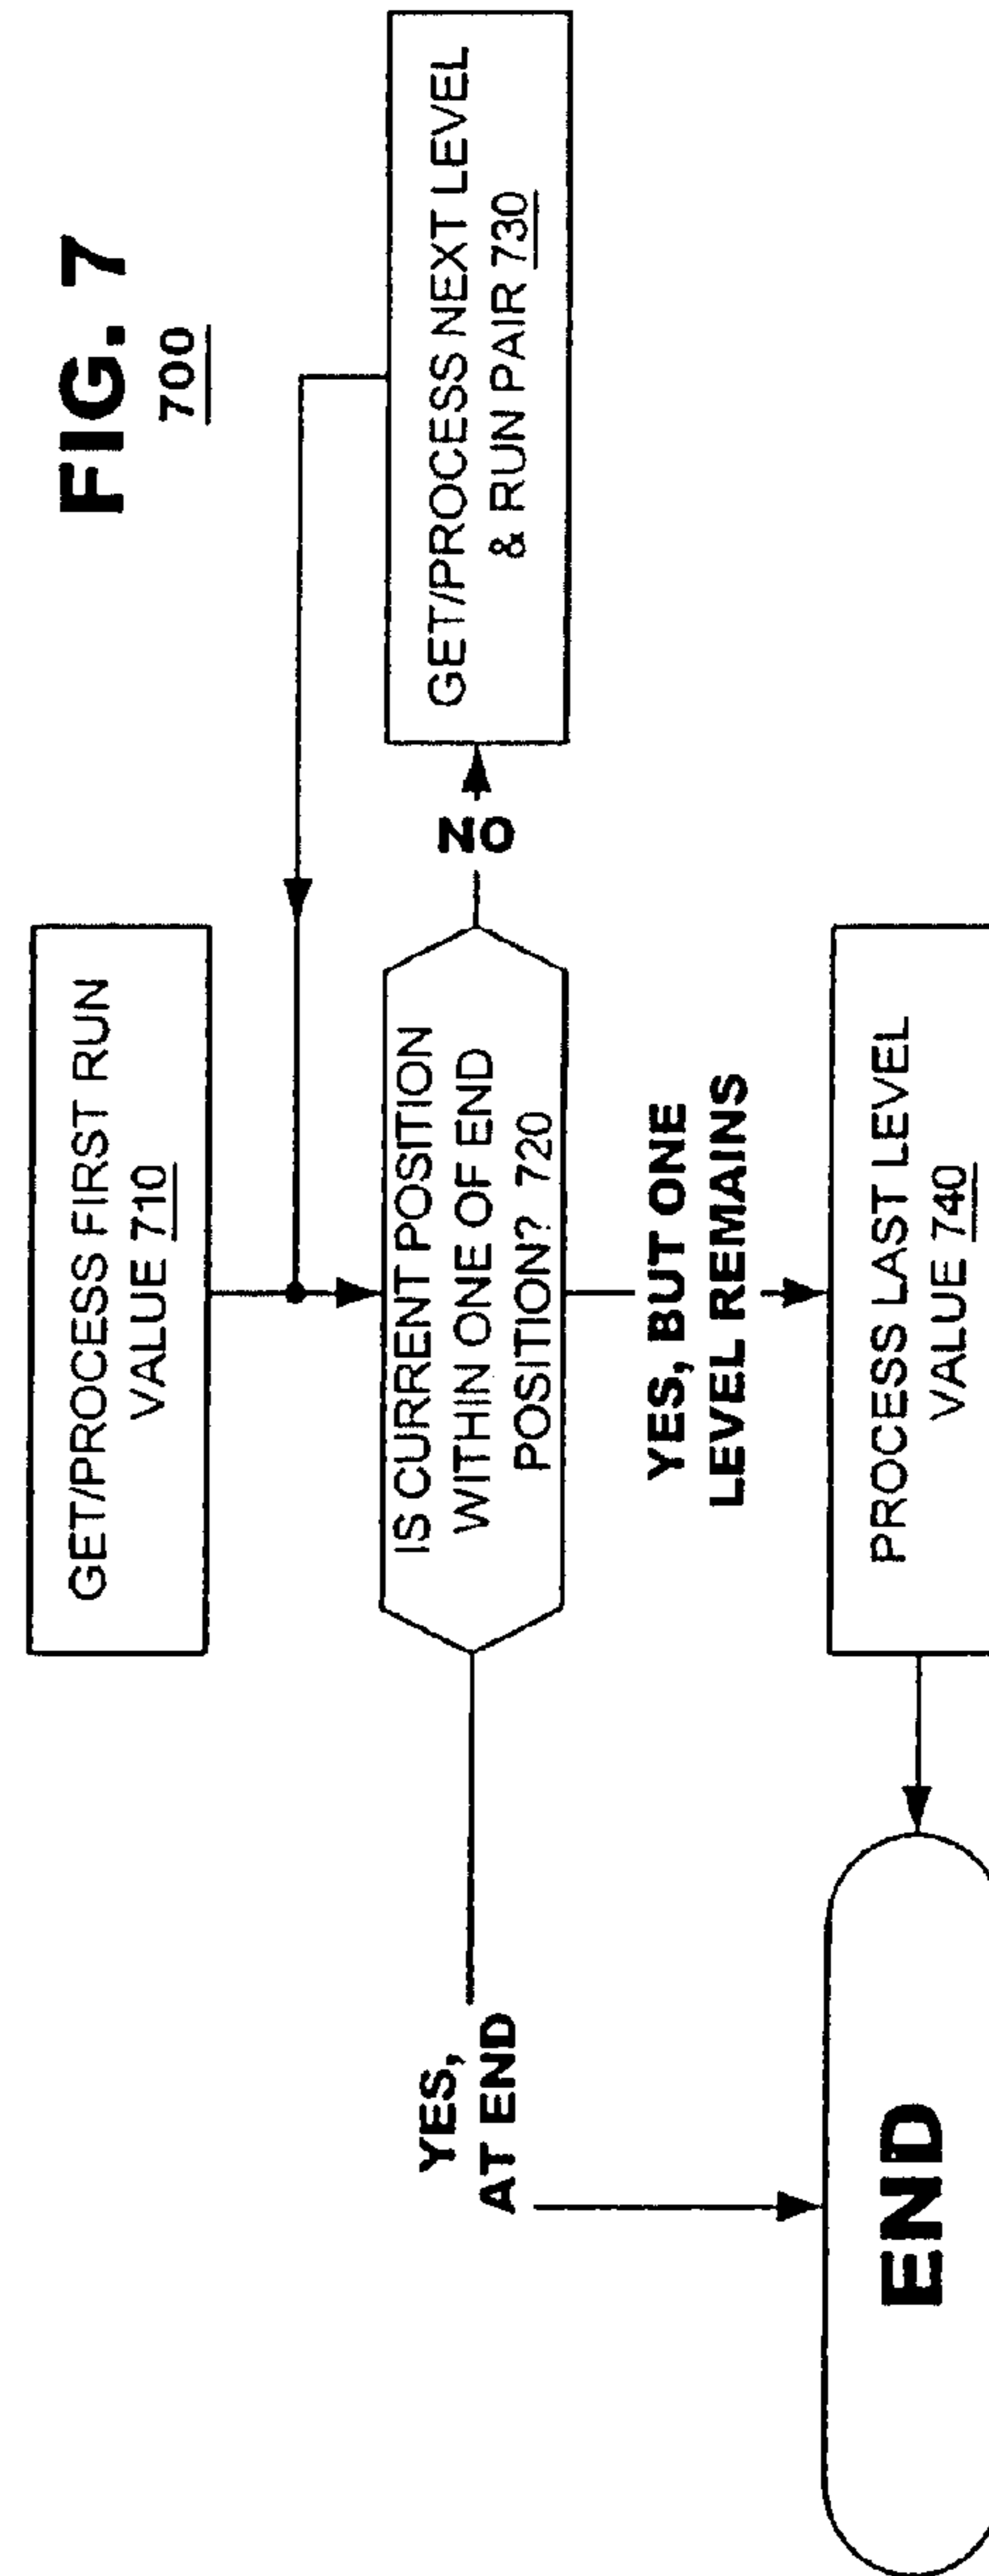 FIG. 7
700
GET/PROCESS FIRST RUN
VALUE 710
IS CURRENT POSITION
WITHIN ONE OF END
POSITION? 720
NO
GET/PROCESS NEXT LEVEL
& RUN PAIR 730
YES,
AT END
YES, BUT ONE
LEVEL REMAINS
PROCESS LAST LEVEL
VALUE 740
END